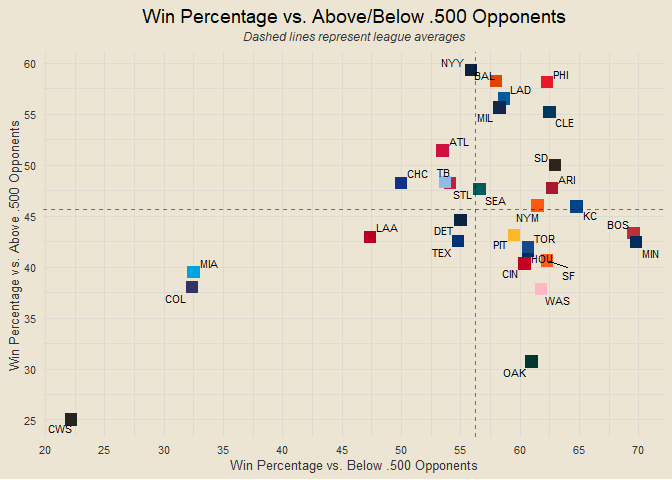 Win Percentage vs. Above/Below .500 Opponents
Dashed lines represent league averages
Win Percentage vs. Above .500 Opponents
60
55
50
45
40
35
30
25
NYY
BAL
PHI
LAD
MIL
CLE
ATL
SD
CHC
TB
STL
SEA
ARI
NYM
KC
LAA
DET
TEX
PIT
TOR
BOS
MIN
HOU
CIN
SF
MIA
COL
WAS
OAK
CWS
20 25 30 35 40 45 50 55 60 65 70
Win Percentage vs. Below .500 Opponents